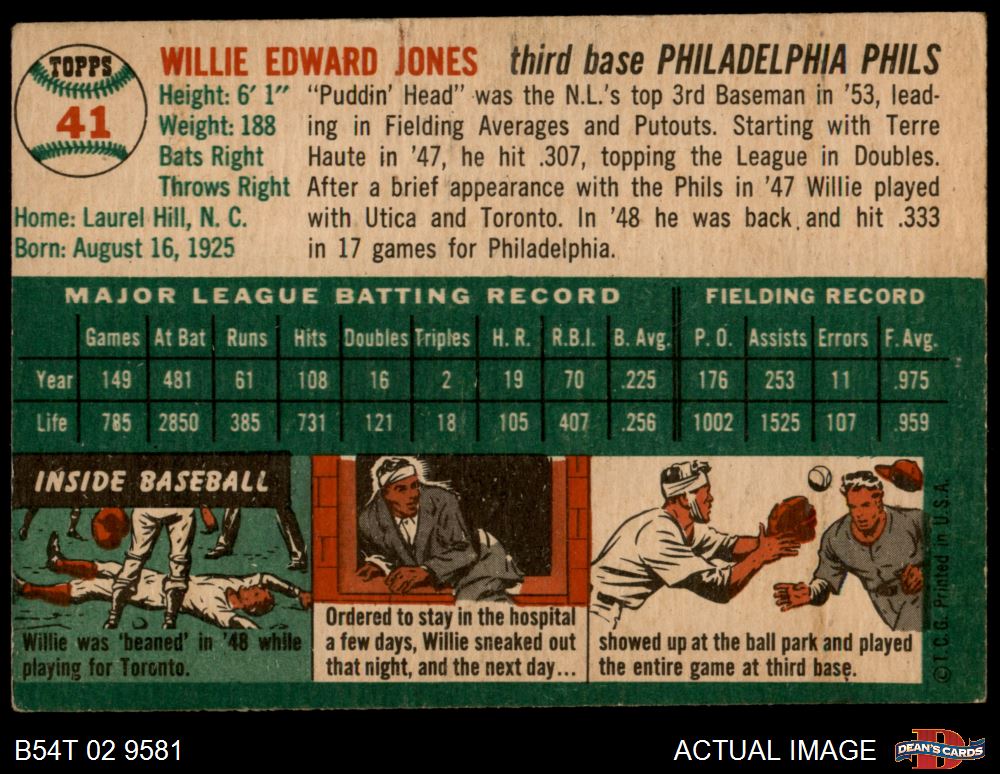 TOPPS
41
WILLIE EDWARD JONES third base PHILADELPHIA PHILS
Height: 6' 1"
Weight: 188
Bats Right
Throws Right
Home: Laurel Hill, N. C.
Born: August 16, 1925
"Puddin' Head" was the N.L.'s top 3rd Baseman in '53, lead-
ing in Fielding Averages and Putouts. Starting with Terre
Haute in '47, he hit .307, topping the League in Doubles.
After a brief appearance with the Phils in '47 Willie played
with Utica and Toronto. In '48 he was back and hit .333
in 17 games for Philadelphia.
MAJOR LEAGUE BATTING RECORD FIELDING RECORD
Games At Bat Runs Hits Doubles Triples H. R. R.B.I. B. Avg. P. O. Assists Errors F. Avg.
Year 149 481 61 108 16 2 19 70 .225 176 253 11 .975
Life 785 2850 385 731 121 18 105 407 .256 1002 1525 107 .959
INSIDE BASEBALL
Willie was 'beaned' in '48 while
playing for Toronto.
Ordered to stay in the hospital
a few days, Willie sneaked out
that night, and the next day...
showed up at the ball park and played
the entire game at third base.
© T. C. G. Printed in U. S. A.
B54T 02 9581
ACTUAL IMAGE
DEAN'S CARDS